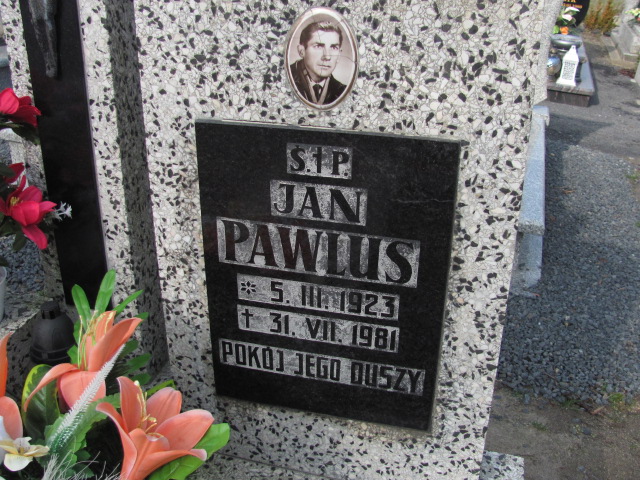 Ś.†P.
JAN
PAWLUS
* 5. III. 1923
† 31. VII. 1981
POKÓJ JEGO DUSZY